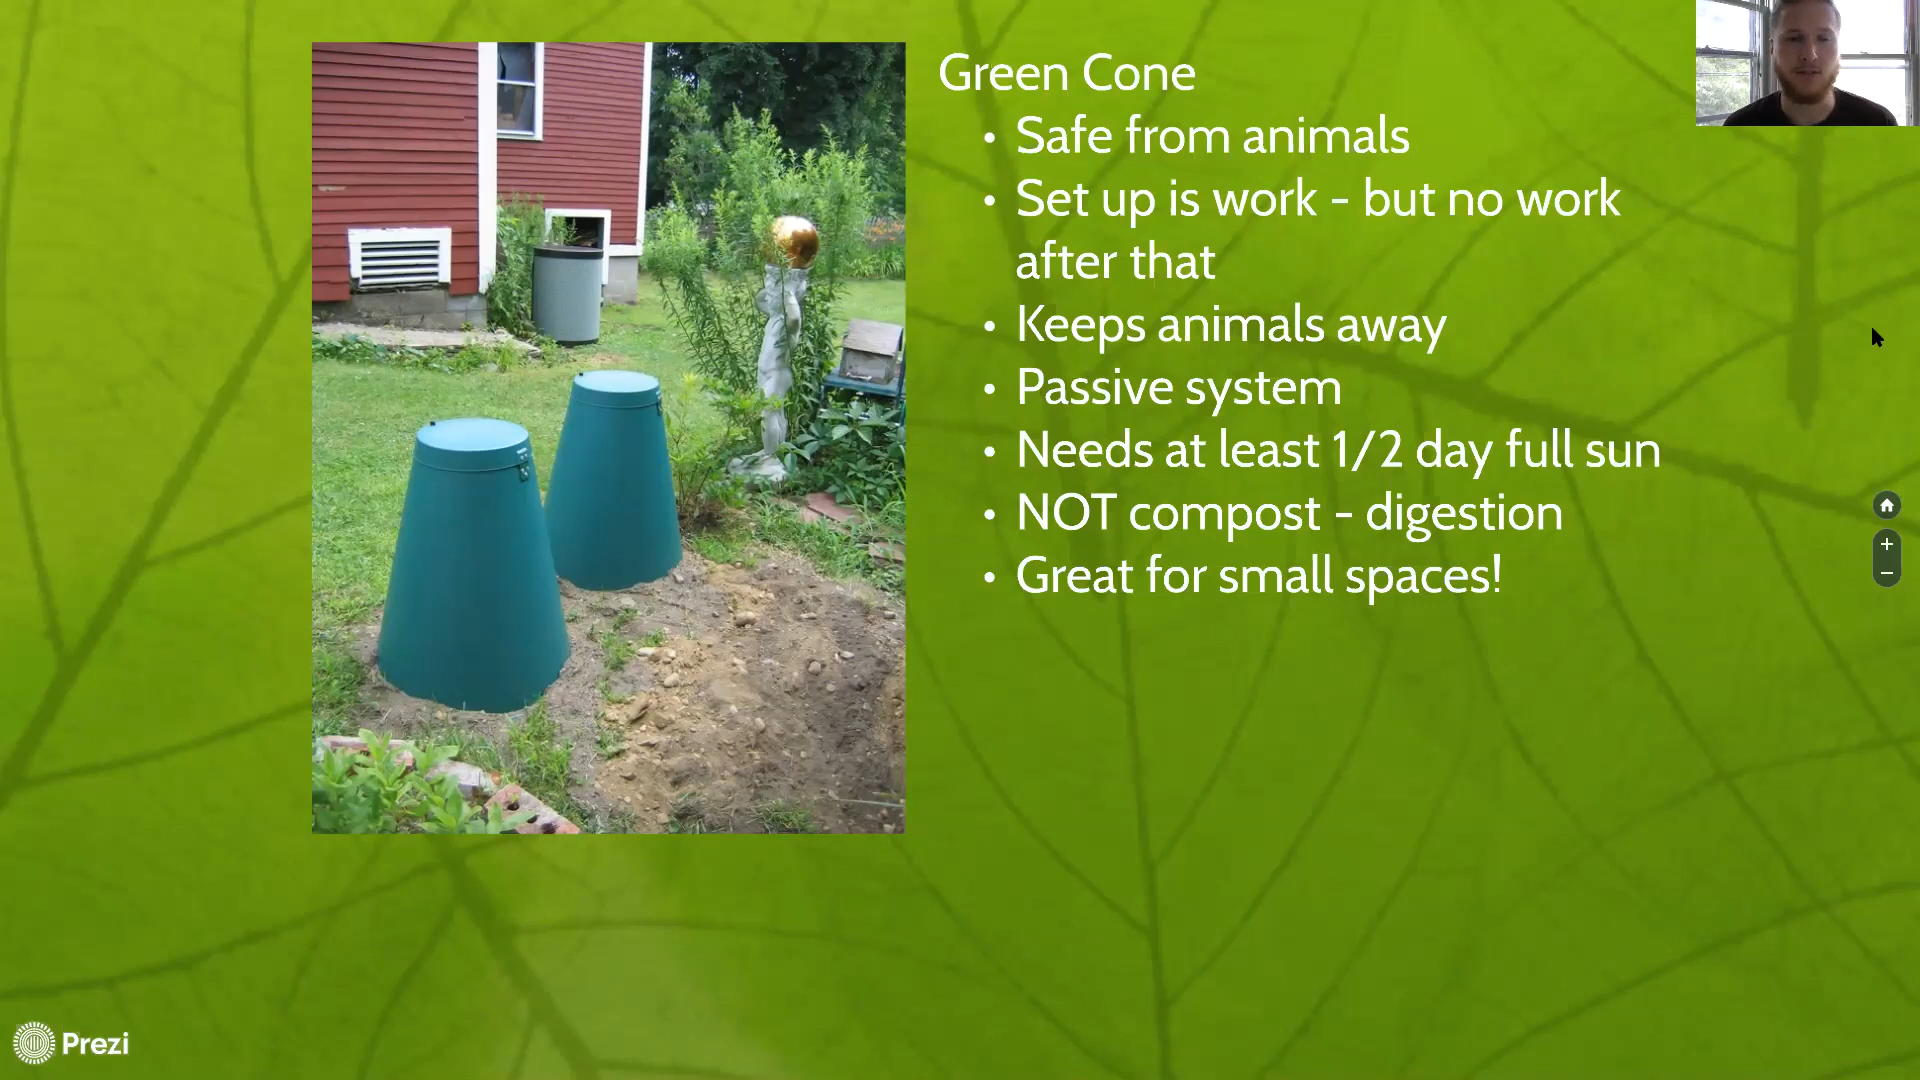 Green Cone
• Safe from animals
• Set up is work - but no work
after that
• Keeps animals away
• Passive system
• Needs at least 1/2 day full sun
• NOT compost - digestion
• Great for small spaces!
Prezi